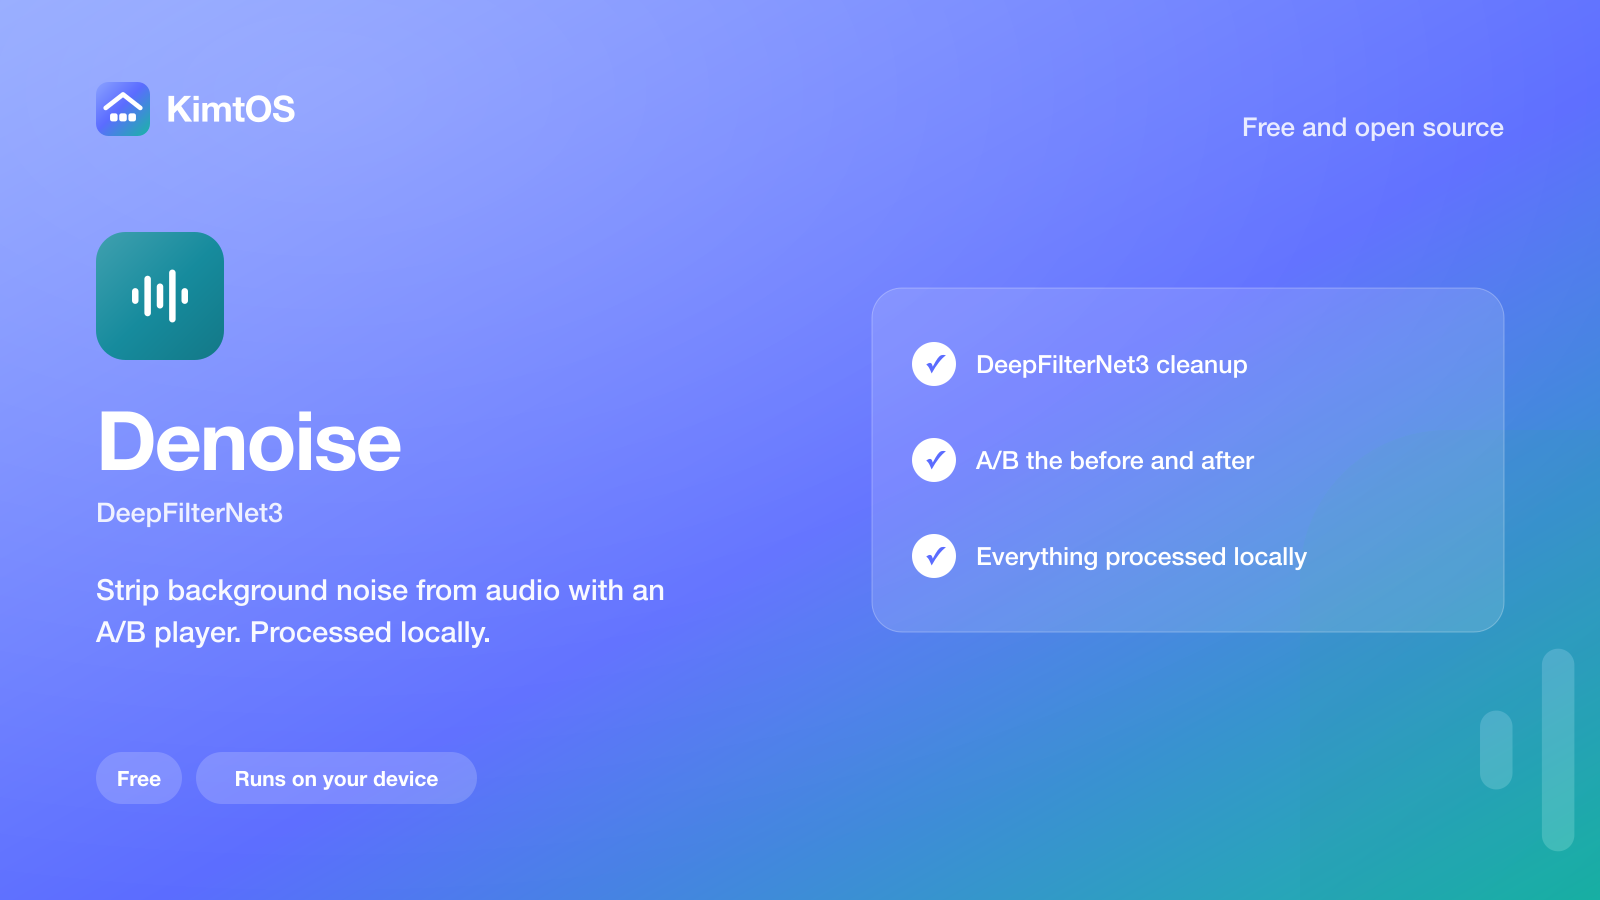 KimtOS
Free and open source
Denoise
DeepFilterNet3
Strip background noise from audio with an
A/B player. Processed locally.
Free
Runs on your device
DeepFilterNet3 cleanup
A/B the before and after
Everything processed locally